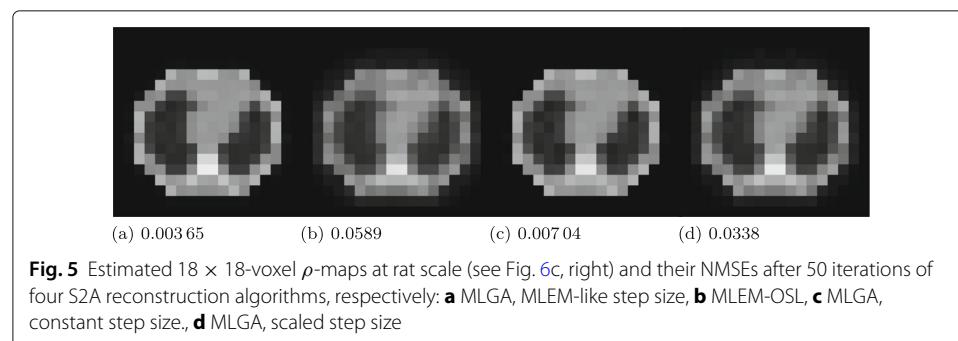 (a) 0.003 65
(b) 0.0589
(c) 0.007 04
(d) 0.0338
Fig. 5 Estimated 18 × 18-voxel ρ-maps at rat scale (see Fig. 6c, right) and their NMSEs after 50 iterations of
four S2A reconstruction algorithms, respectively: a MLGA, MLEM-like step size, b MLEM-OSL, c MLGA,
constant step size., d MLGA, scaled step size